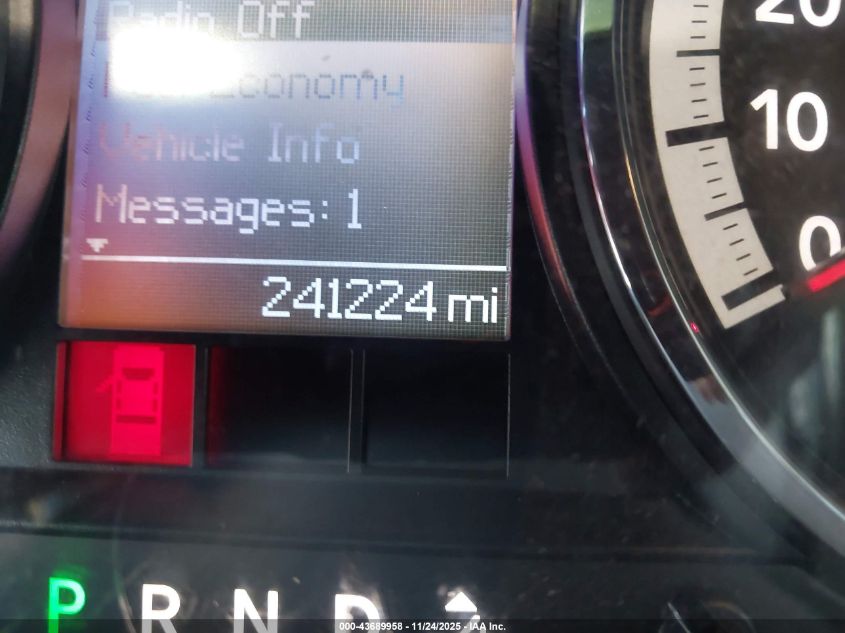 Radio Off
Economy
Vehicle Info
Messages: 1
241224 mi
20
10
0
P R N D
000-43689958 - 11/24/2025 - IAA Inc.